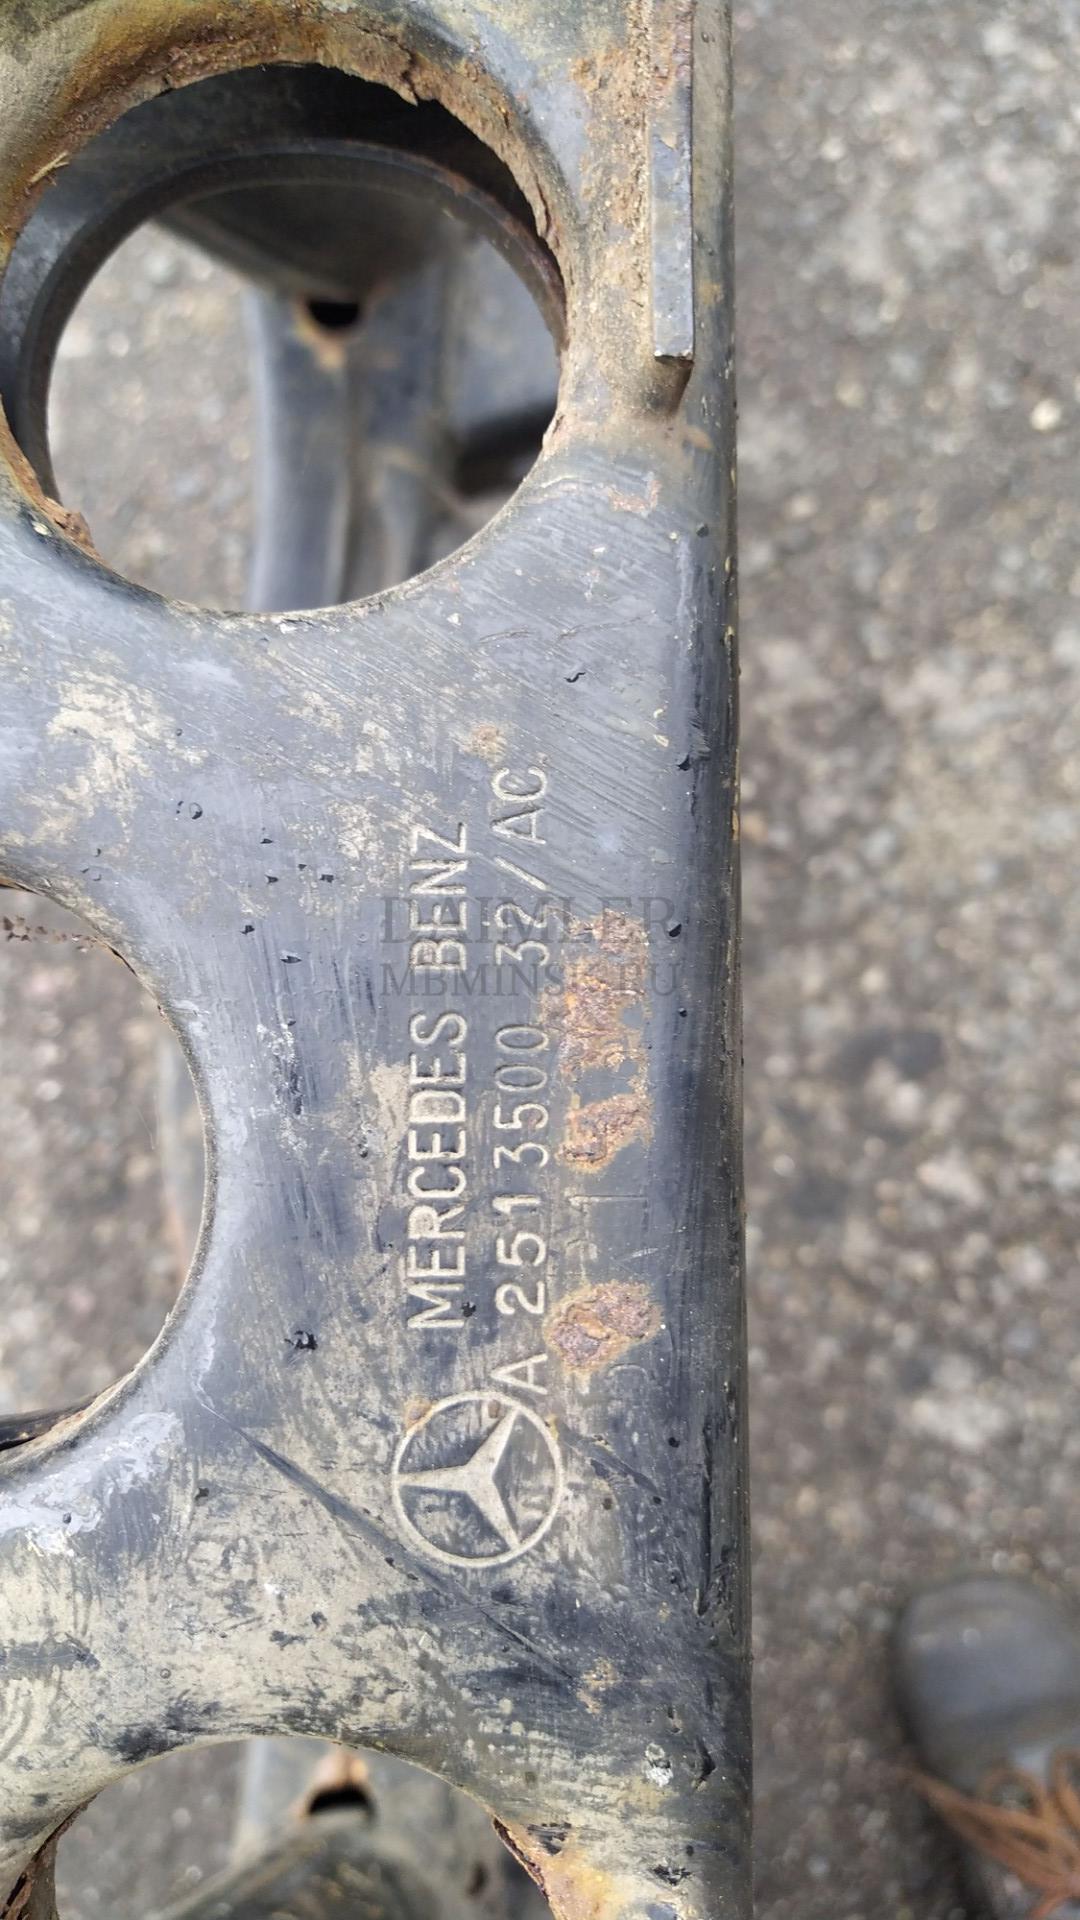 MERCEDES BENZ
A 251 3500 32/AC
DAIMLER
MBMINSK.RU